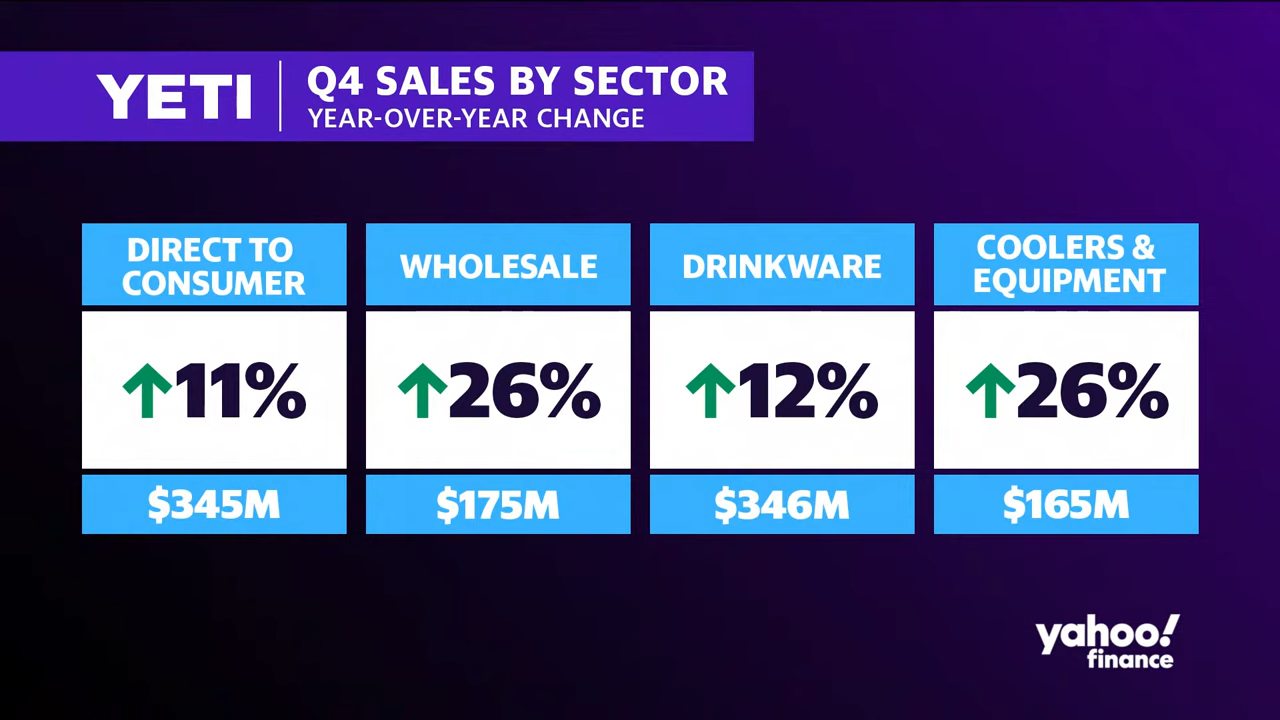 YETI
Q4 SALES BY SECTOR
YEAR-OVER-YEAR CHANGE
DIRECT TO
CONSUMER
↑11%
$345M
WHOLESALE
↑26%
$175M
DRINKWARE
↑12%
$346M
COOLERS &
EQUIPMENT
↑26%
$165M
yahoo!
finance